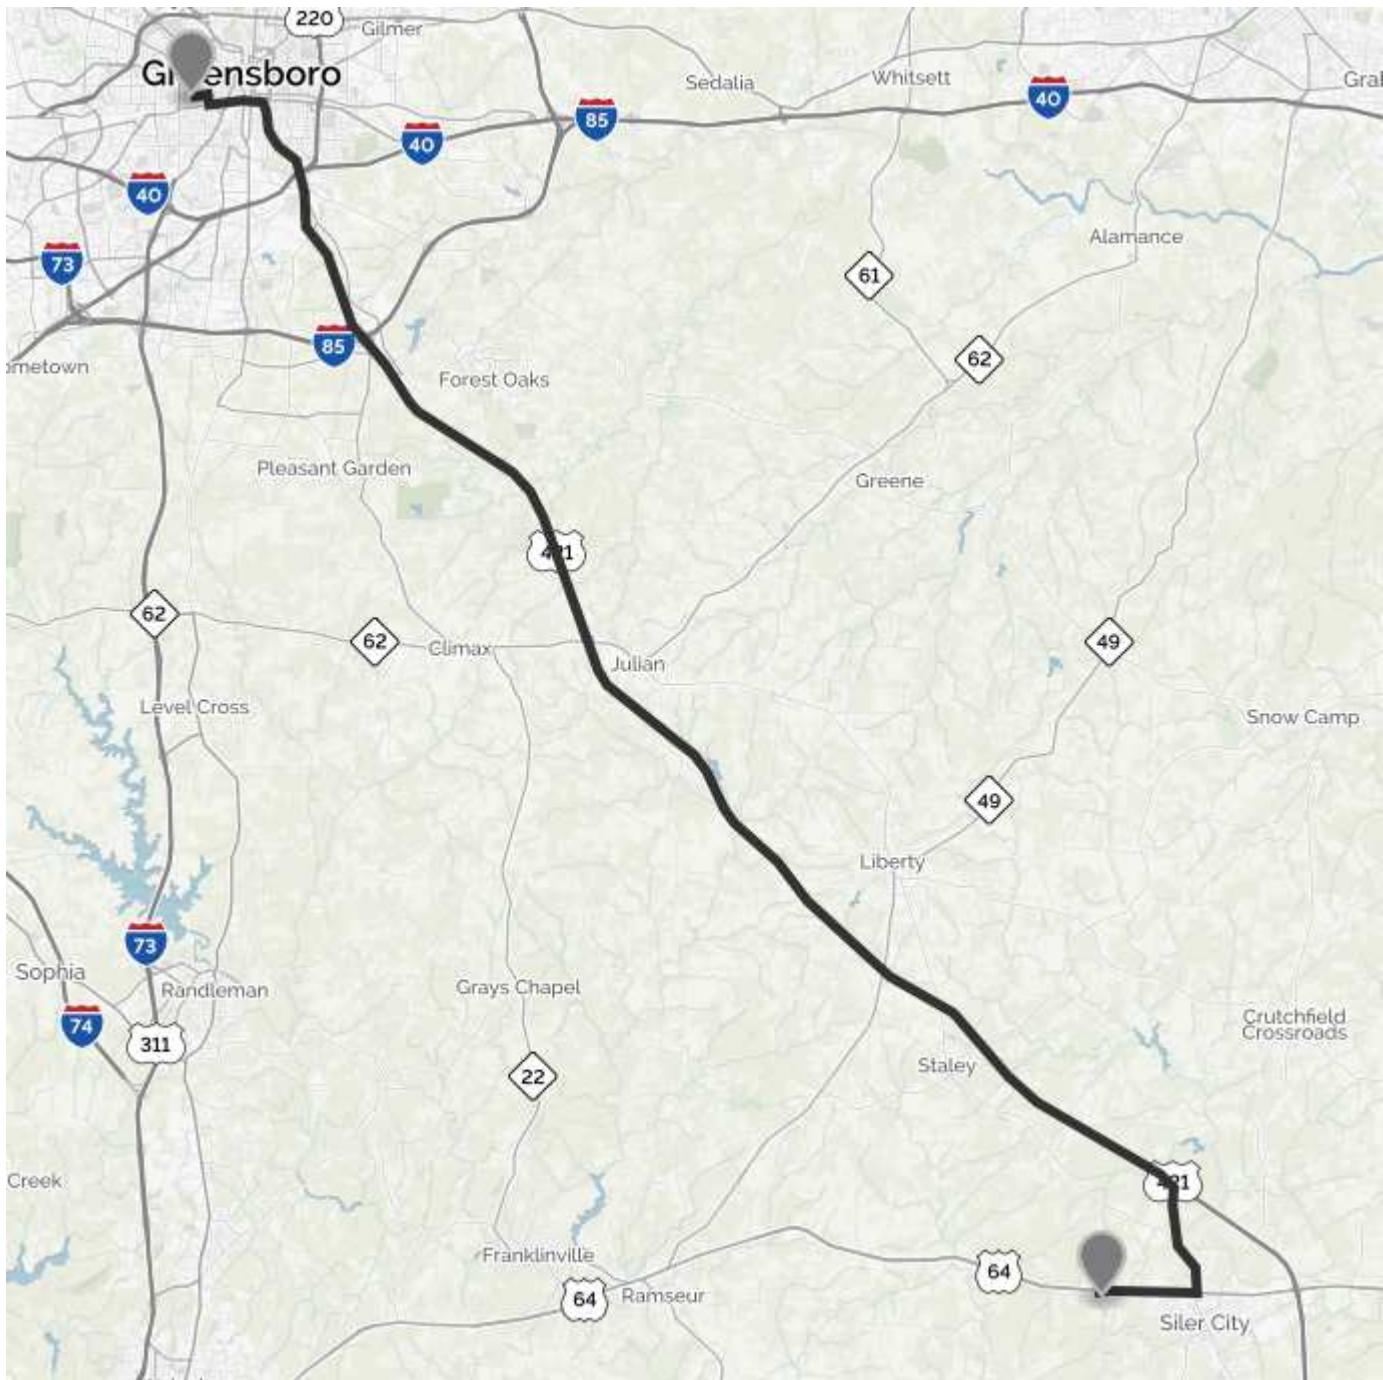 220
Gilmer
Greensboro
Sedalia
Whitsett
40
85
40
40
Alamance
73
61
85
62
ometown
Forest Oaks
Pleasant Garden
Greene
421
62
62
Climax
Julian
49
Level Cross
Snow Camp
49
Liberty
73
Sophia
Randleman
Grays Chapel
74
311
Crutchfield
Crossroads
Staley
22
Creek
421
Franklinville
64
64
Ramseur
Siler City